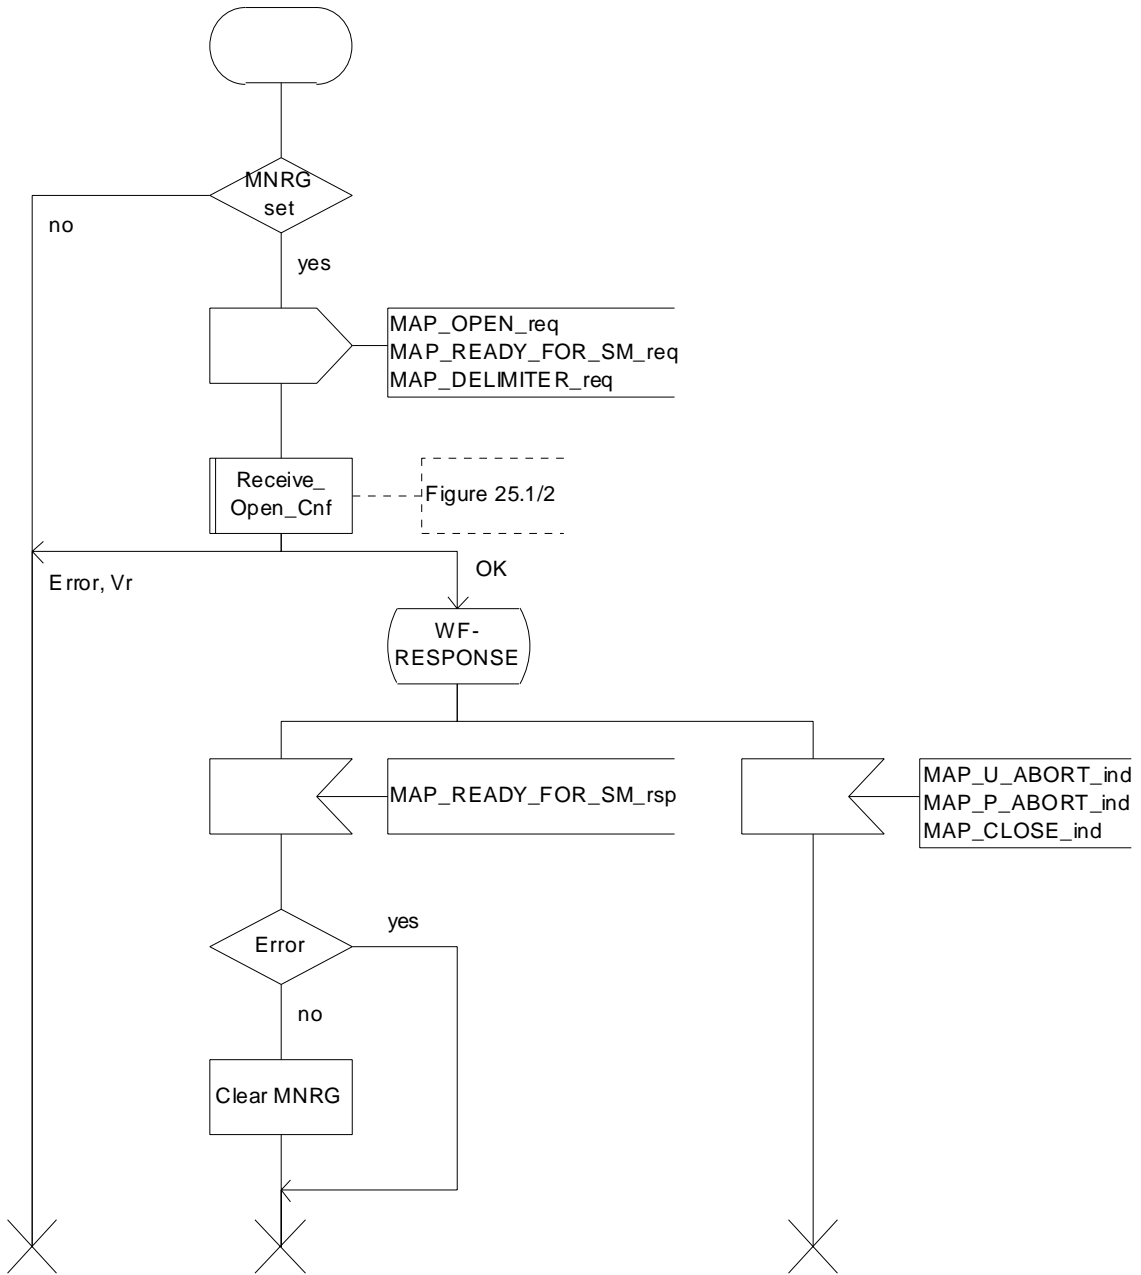 MNRG
set
no
yes
MAP_OPEN_req
MAP_READY_FOR_SM_req
MAP_DELIMITER_req
Receive_
Open_Cnf
Figure 25.1/2
Error, Vr
OK
WF-
RESPONSE
MAP_READY_FOR_SM_rsp
MAP_U_ABORT_ind
MAP_P_ABORT_ind
MAP_CLOSE_ind
yes
Error
no
Clear MNRG